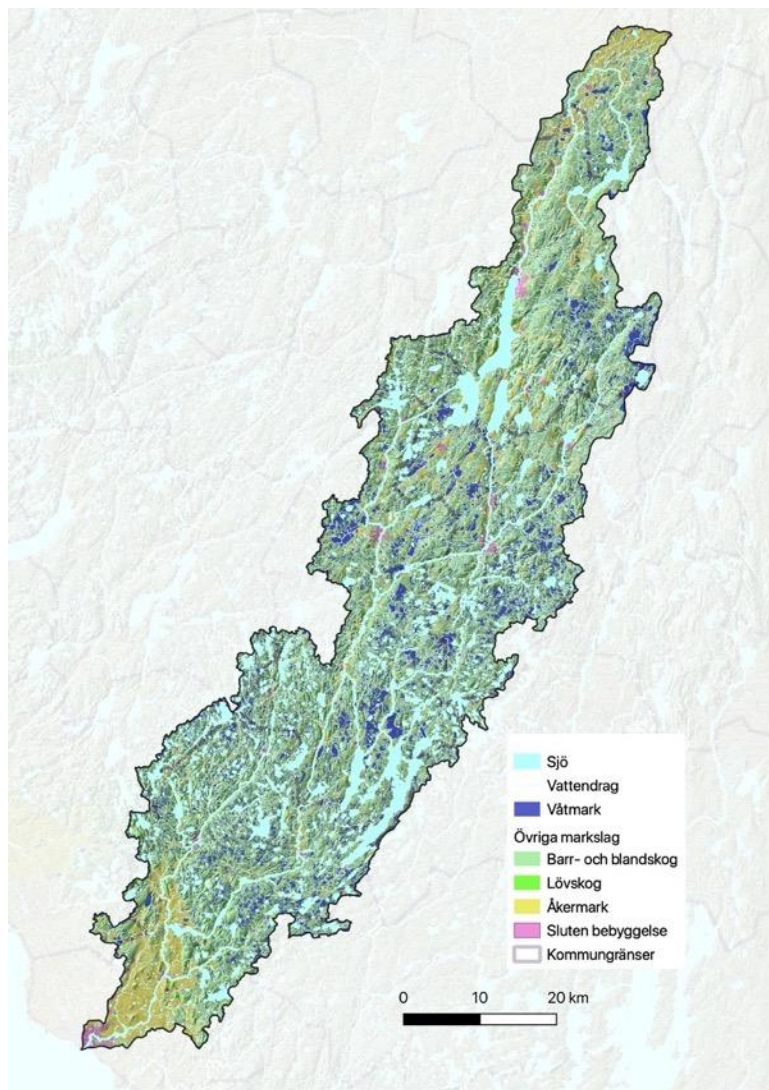 Sjö
Vattendrag
Våtmark
Övriga markslag
Barr- och blandskog
Lövskog
Åkermark
Sluten bebyggelse
Kommungränser
0 10 20 km